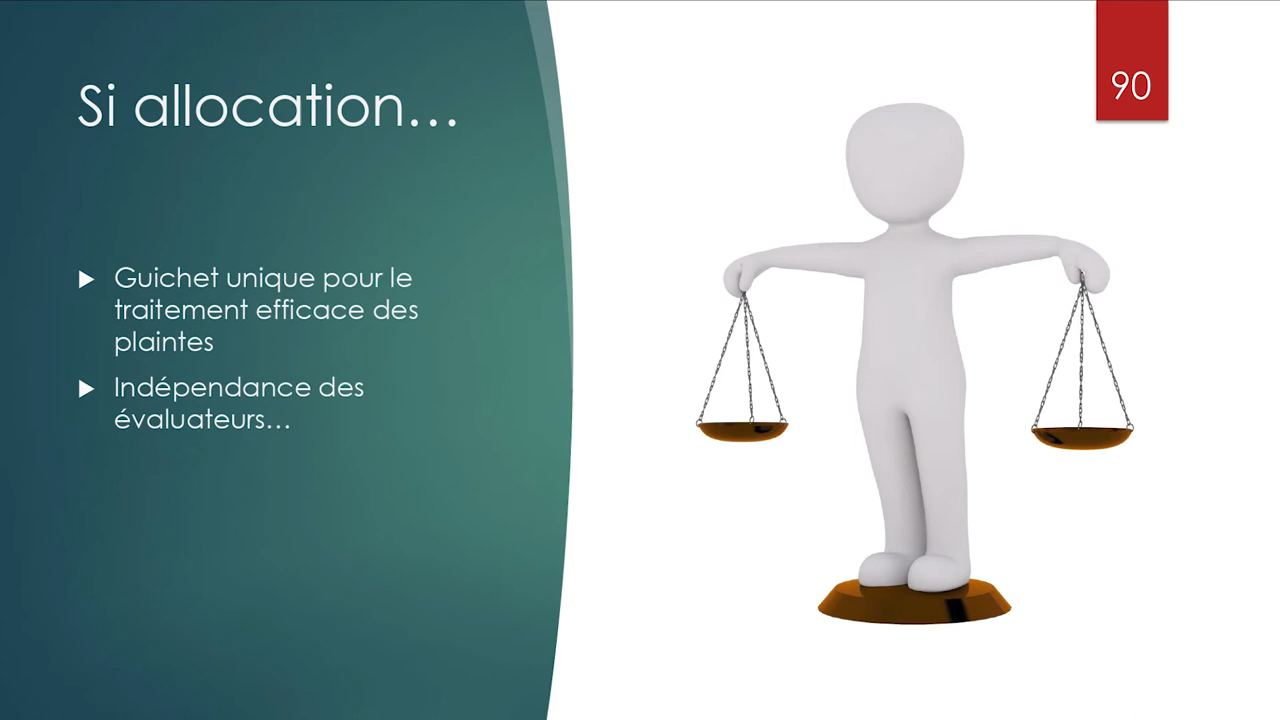 Si allocation…
90
Guichet unique pour le
traitement efficace des
plaintes
Indépendance des
évaluateurs…